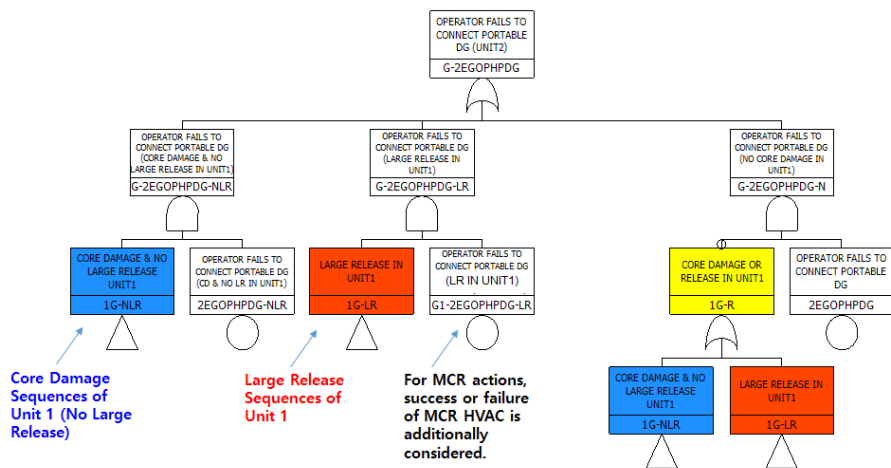 OPERATOR FAILS TO
CONNECT PORTABLE
DG (UNIT2)
G-2EGOPHPDG
OPERATOR FAILS TO
CONNECT PORTABLE DG
(CORE DAMAGE & NO
LARGE RELEASE IN UNIT1)
G-2EGOPHPDG-NLR
OPERATOR FAILS TO
CONNECT PORTABLE DG
(LARGE RELEASE IN
UNIT1)
G-2EGOPHPDG-LR
OPERATOR FAILS TO
CONNECT PORTABLE DG
(NO CORE DAMAGE IN
UNIT1)
G-2EGOPHPDG-N
CORE DAMAGE & NO
LARGE RELEASE
UNIT1
1G-NLR
OPERATOR FAILS TO
CONNECT PORTABLE DG
(CD & NO LR IN UNIT1)
2EGOPHPDG-NLR
LARGE RELEASE IN
UNIT1
1G-LR
OPERATOR FAILS TO
CONNECT PORTABLE DG
(LR IN UNIT1)
G1-2EGOPHPDG-LR
CORE DAMAGE OR
RELEASE IN UNIT1
1G-R
OPERATOR FAILS TO
CONNECT PORTABLE
DG
2EGOPHPDG
Core Damage
Sequences of
Unit 1 (No Large
Release)
Large Release
Sequences of
Unit 1
For MCR actions,
success or failure
of MCR HVAC is
additionally
considered.
CORE DAMAGE & NO
LARGE RELEASE
UNIT1
1G-NLR
LARGE RELEASE IN
UNIT1
1G-LR